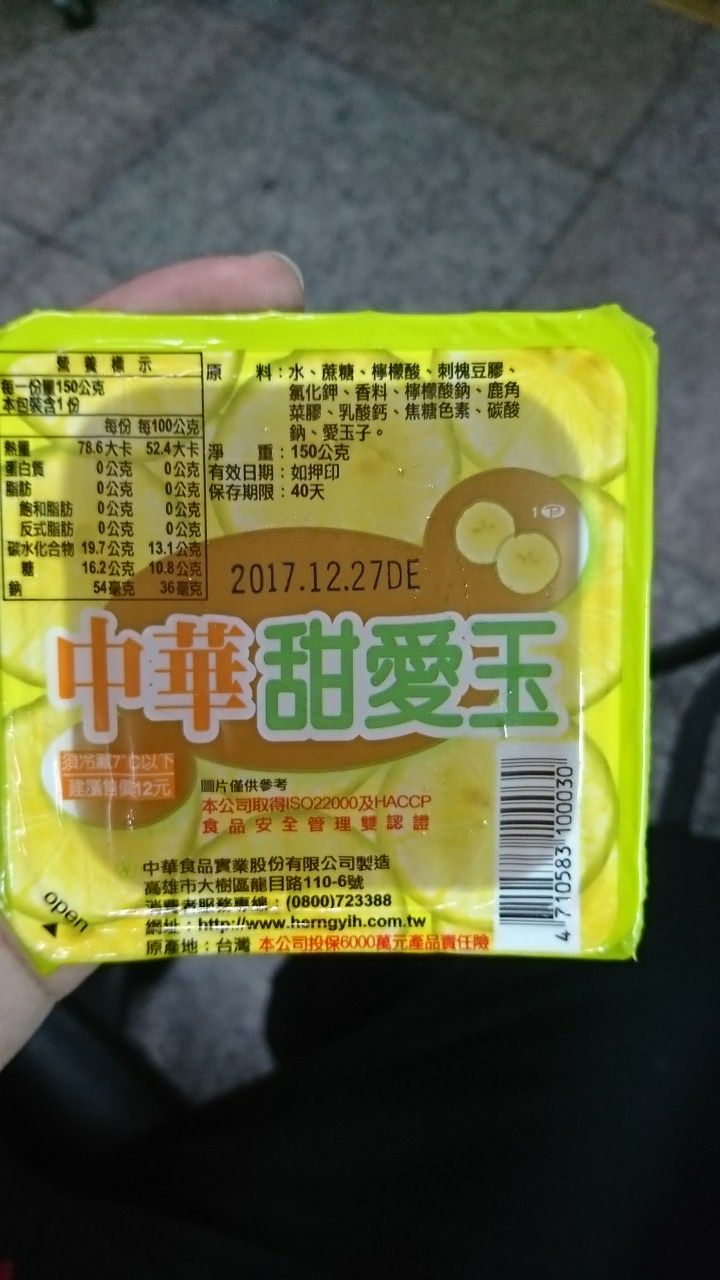 營養標示
每一份量150公克
本包裝含1份
每份 每100公克
熱量 78.6大卡 52.4大卡
蛋白質 0公克 0公克
脂肪 0公克 0公克
飽和脂肪 0公克 0公克
反式脂肪 0公克 0公克
碳水化合物 19.7公克 13.1公克
糖 16.2公克 10.8公克
鈉 54毫克 36毫克
原料:水、蔗糖、檸檬酸、刺槐豆膠、
氯化鉀、香料、檸檬酸鈉、鹿角
菜膠、乳酸鈣、焦糖色素、碳酸
鈉、愛玉子。
淨重:150公克
有效日期:如押印
保存期限:40天
1
2017.12.27DE
中華甜愛玉
須冷藏7°C以下
建議售價12元
圖片僅供參考
本公司取得ISO22000及HACCP
食品安全管理雙認證
中華食品實業股份有限公司製造
高雄市大樹區龍目路110-6號
消費者服務專線:(0800)723388
網址:http://www.herngyih.com.tw
原產地:台灣 本公司投保6000萬元產品責任險
open
4 710583 100030